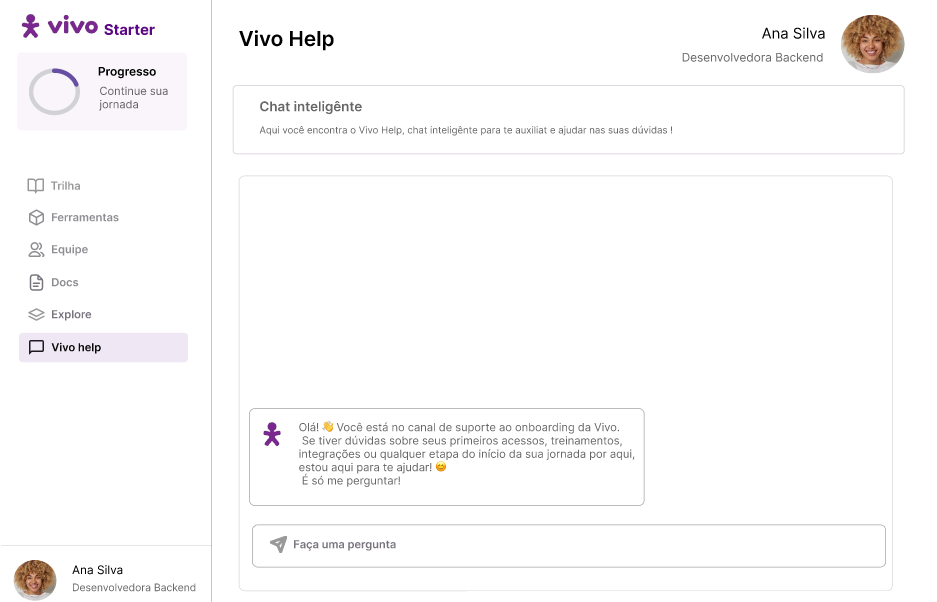 vivo Starter
Progresso
Continue sua
jornada
Trilha
Ferramentas
Equipe
Docs
Explore
Vivo help
Ana Silva
Desenvolvedora Backend
Vivo Help
Ana Silva
Desenvolvedora Backend
Chat inteligênte
Aqui você encontra o Vivo Help, chat inteligênte para te auxiliat e ajudar nas suas dúvidas !
Olá! 👋 Você está no canal de suporte ao onboarding da Vivo.
Se tiver dúvidas sobre seus primeiros acessos, treinamentos,
integrações ou qualquer etapa do início da sua jornada por aqui,
estou aqui para te ajudar! 😊
É só me perguntar!
Faça uma pergunta